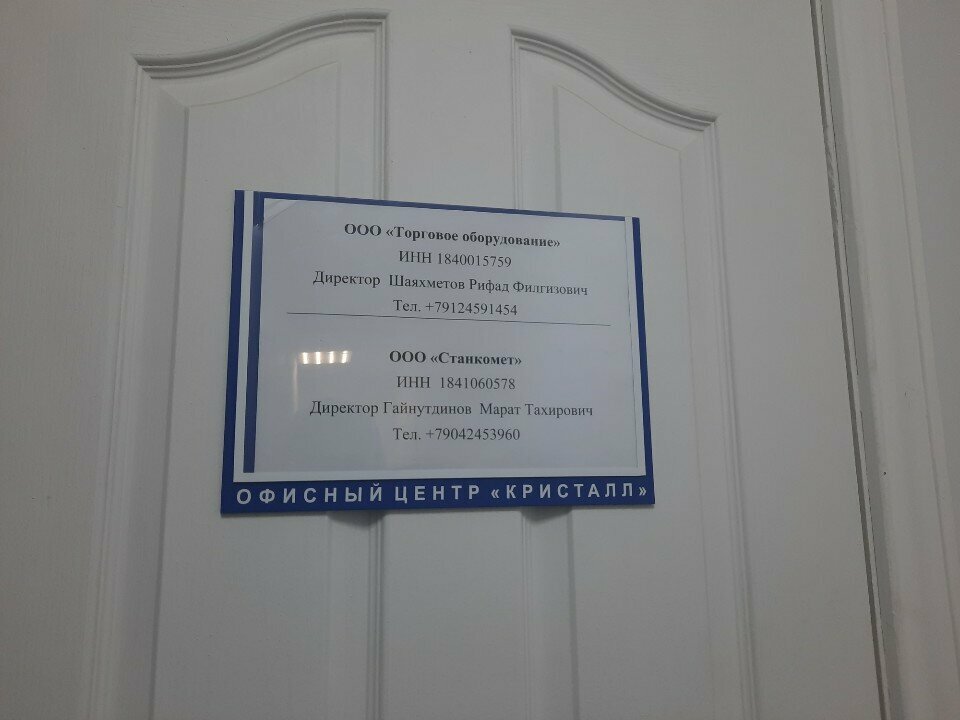 ООО «Торговое оборудование»
ИНН 1840015759
Директор Шаяхметов Рифад Филгизович
Тел. +79124591454
ООО «Станкомет»
ИНН 1841060578
Директор Гайнутдинов Марат Тахирович
Тел. +79042453960
ОФИСНЫЙ ЦЕНТР «КРИСТАЛЛ»